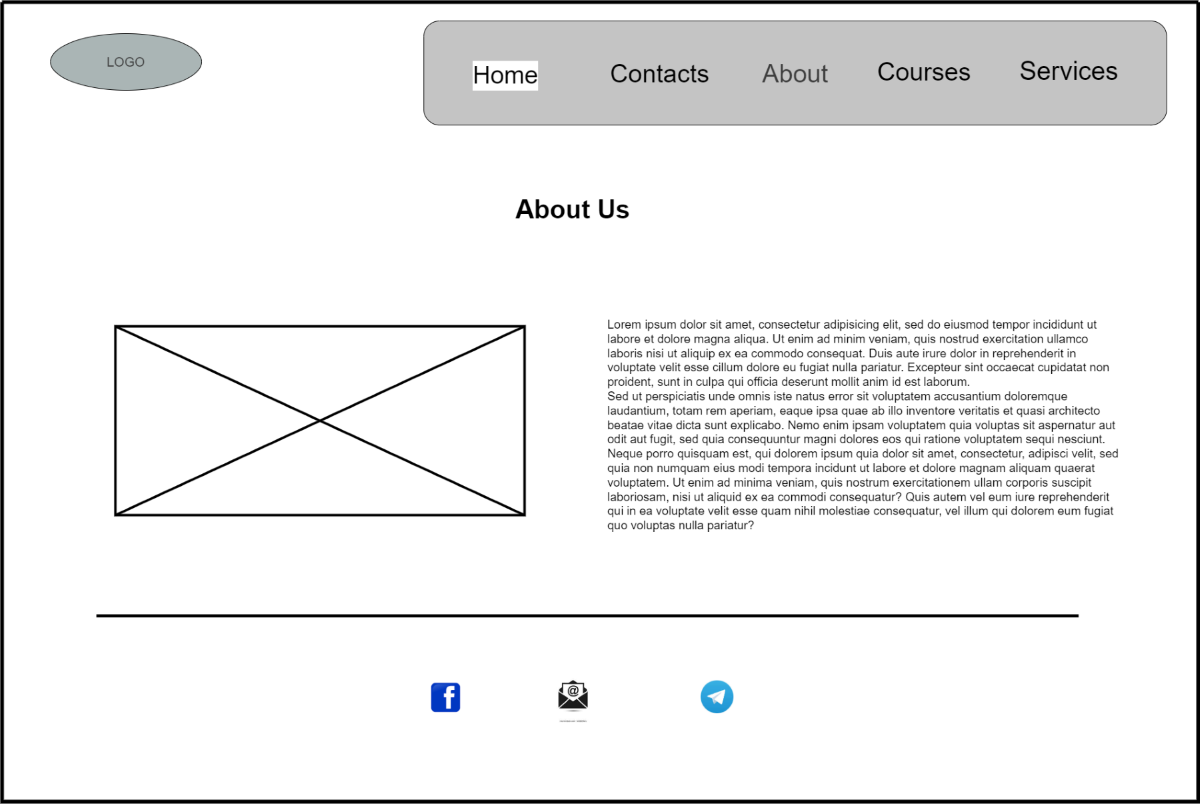 LOGO
Home Contacts About Courses Services
About Us
Lorem ipsum dolor sit amet, consectetur adipisicing elit, sed do eiusmod tempor incididunt ut
labore et dolore magna aliqua. Ut enim ad minim veniam, quis nostrud exercitation ullamco
laboris nisi ut aliquip ex ea commodo consequat. Duis aute irure dolor in reprehenderit in
voluptate velit esse cillum dolore eu fugiat nulla pariatur. Excepteur sint occaecat cupidatat non
proident, sunt in culpa qui officia deserunt mollit anim id est laborum.
Sed ut perspiciatis unde omnis iste natus error sit voluptatem accusantium doloremque
laudantium, totam rem aperiam, eaque ipsa quae ab illo inventore veritatis et quasi architecto
beatae vitae dicta sunt explicabo. Nemo enim ipsam voluptatem quia voluptas sit aspernatur aut
odit aut fugit, sed quia consequuntur magni dolores eos qui ratione voluptatem sequi nesciunt.
Neque porro quisquam est, qui dolorem ipsum quia dolor sit amet, consectetur, adipisci velit, sed
quia non numquam eius modi tempora incidunt ut labore et dolore magnam aliquam quaerat
voluptatem. Ut enim ad minima veniam, quis nostrum exercitationem ullam corporis suscipit
laboriosam, nisi ut aliquid ex ea commodi consequatur? Quis autem vel eum iure reprehenderit
qui in ea voluptate velit esse quam nihil molestiae consequatur, vel illum qui dolorem eum fugiat
quo voluptas nulla pariatur?
f @